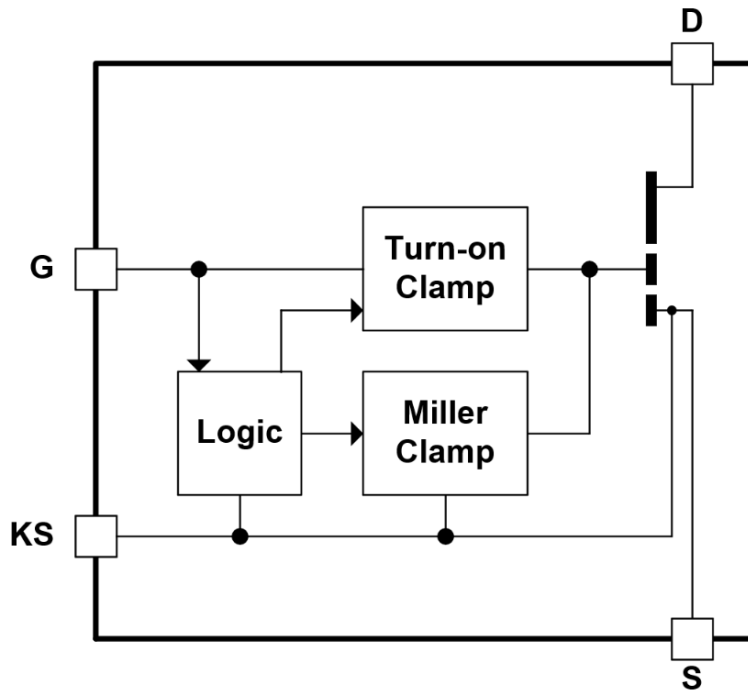 D
G
Turn-on
Clamp
Logic
Miller
Clamp
KS
S